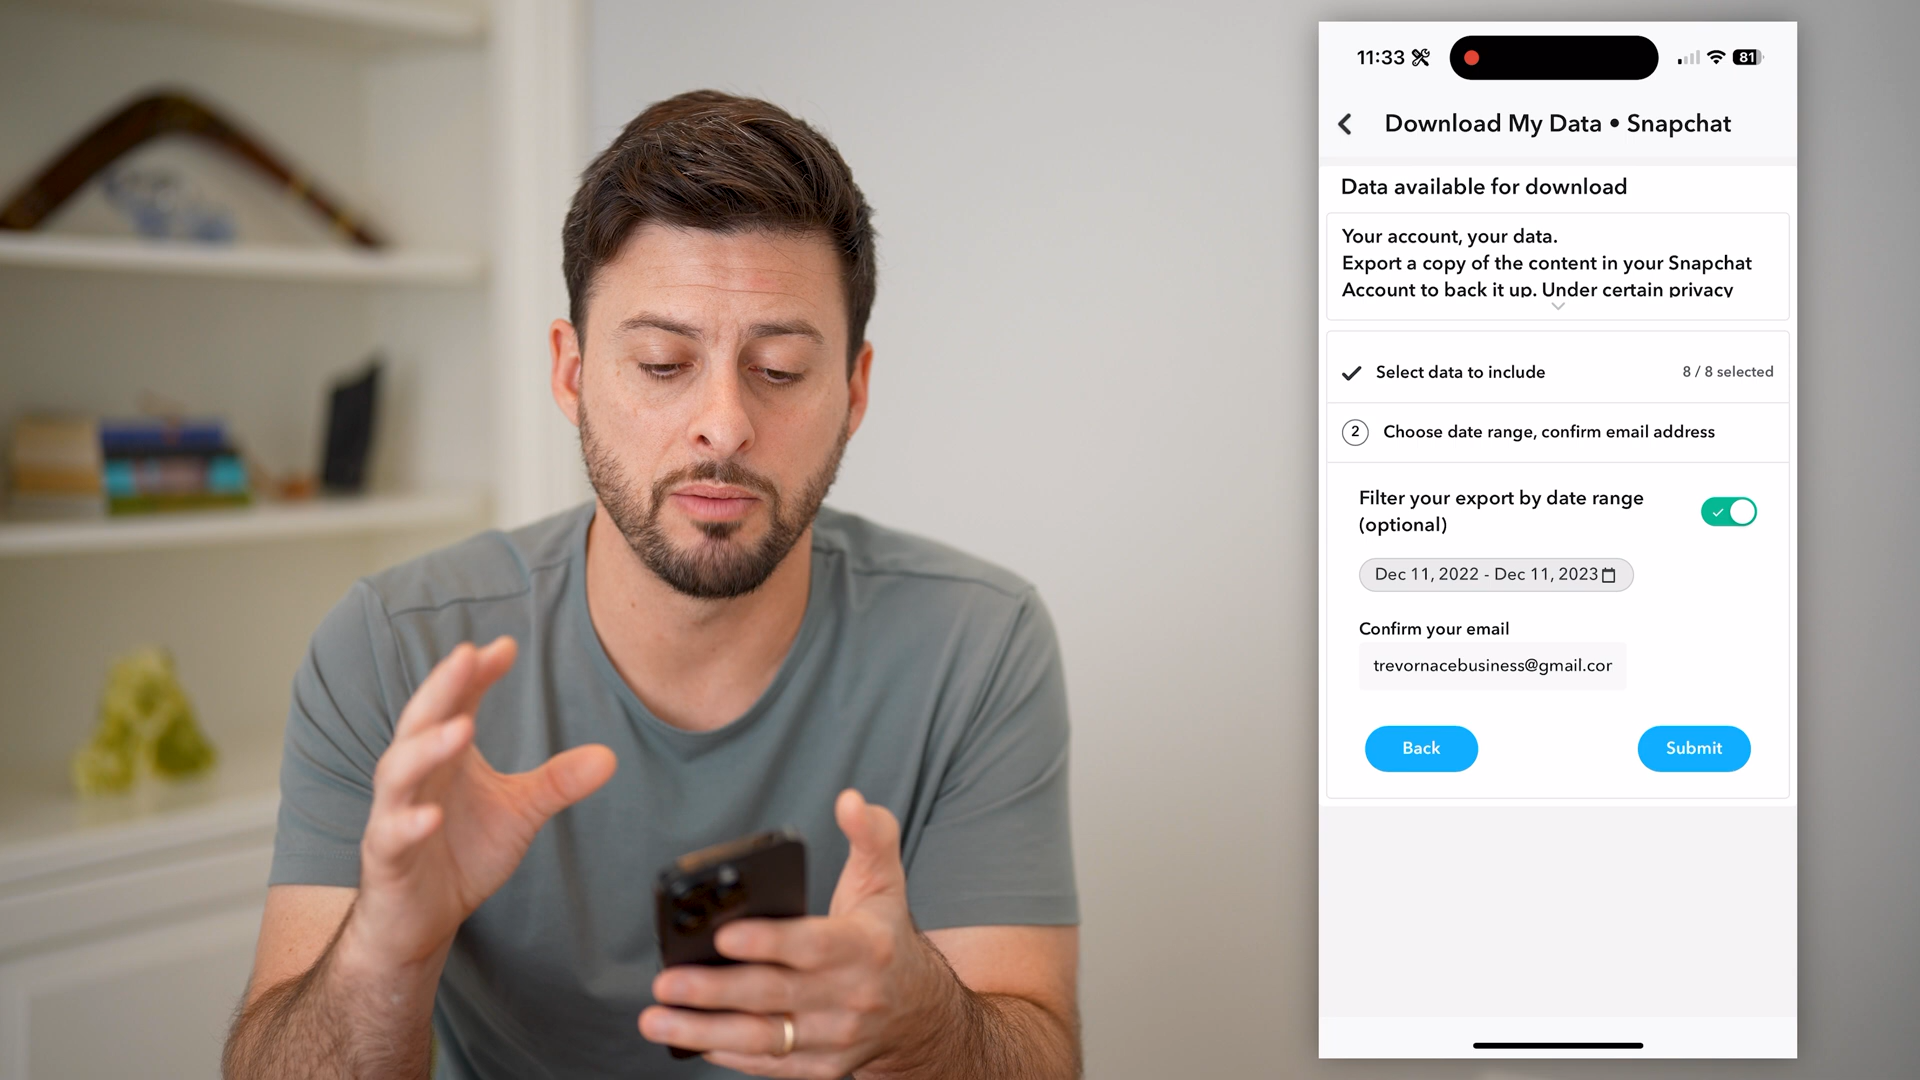 11:33
81
Download My Data • Snapchat
Data available for download
Your account, your data.
Export a copy of the content in your Snapchat
Account to back it up. Under certain privacy
Select data to include 8 / 8 selected
2 Choose date range, confirm email address
Filter your export by date range
(optional)
Dec 11, 2022 - Dec 11, 2023
Confirm your email
trevornacebusiness@gmail.cor
Back
Submit